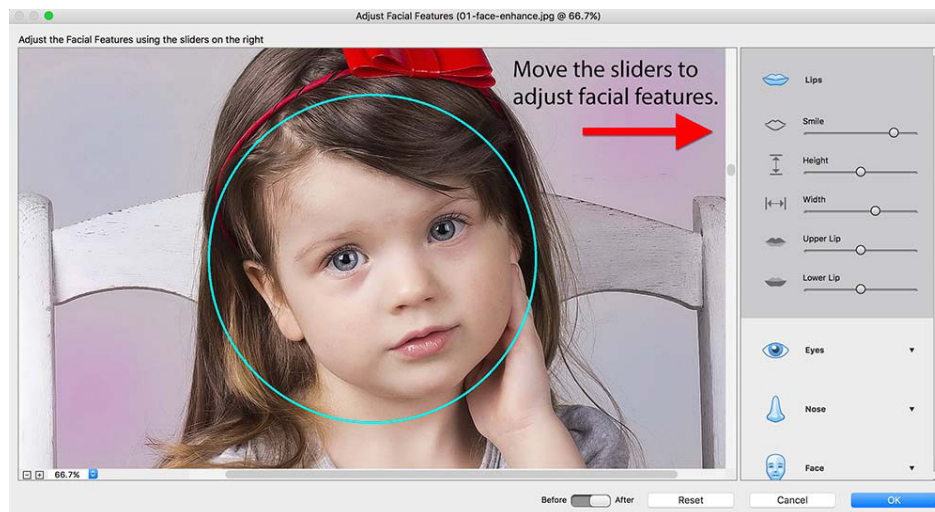 Adjust Facial Features (01-face-enhance.jpg @ 66.7%)
Adjust the Facial Features using the sliders on the right
Move the sliders to
adjust facial features.
Lips
Smile
Height
Width
Upper Lip
Lower Lip
Eyes
Nose
Face
66.7%
Before After Reset Cancel OK